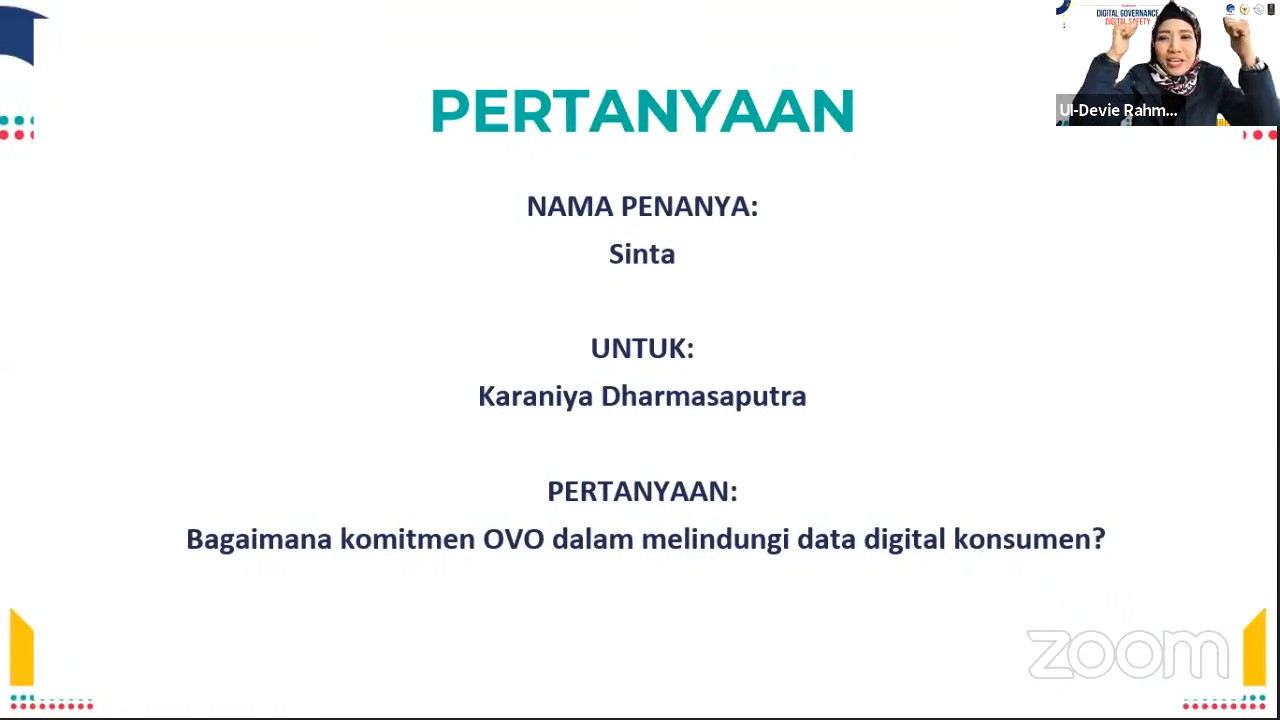 PERTANYAAN
NAMA PENANYA:
Sinta
UNTUK:
Karaniya Dharmasaputra
PERTANYAAN:
Bagaimana komitmen OVO dalam melindungi data digital konsumen?
DIGITAL GOVERNANCE
DIGITAL SAFETY
UI-Devie Rahm...
zoom